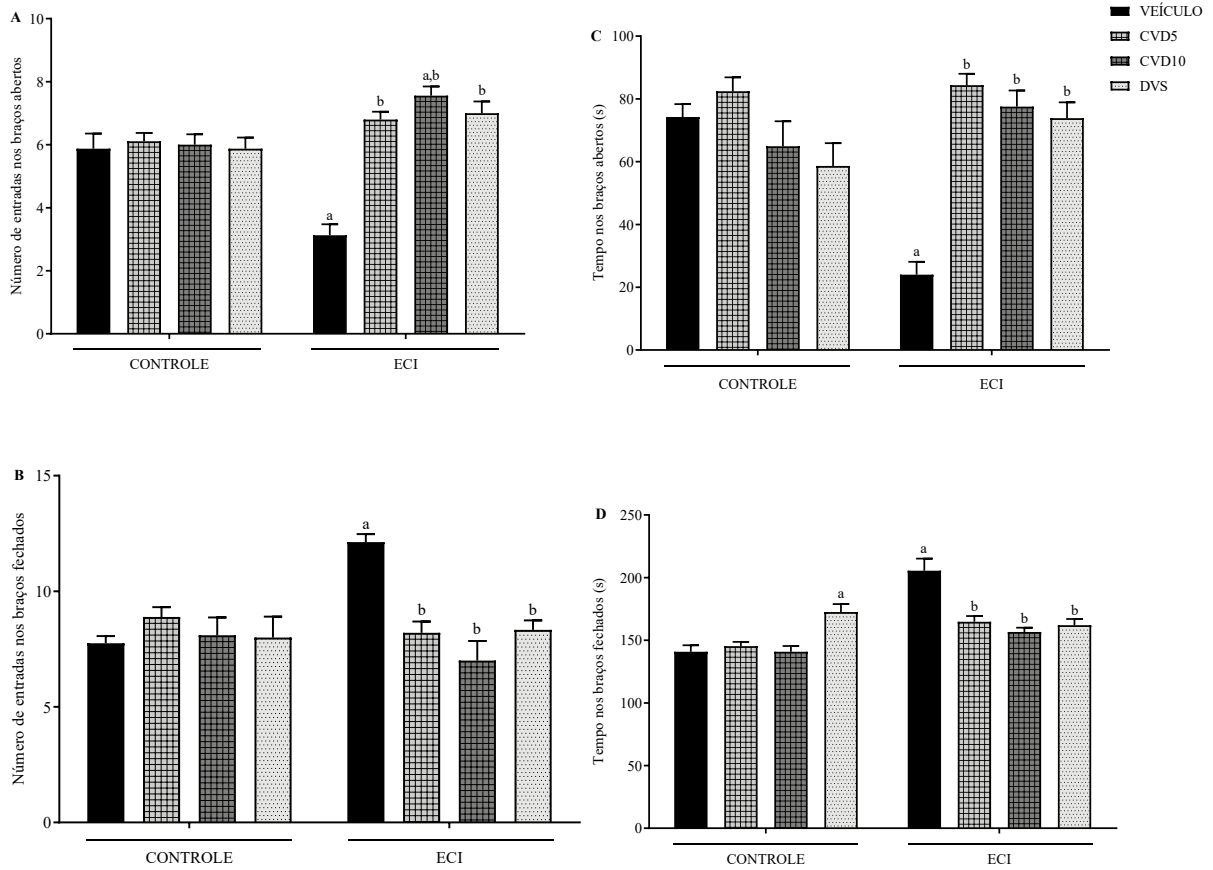 A
Número de entradas nos braços abertos
10
8
6
4
2
0
a
b
a,b
b
CONTROLE
ECI
C
Tempo nos braços abertos (s)
100
80
60
40
20
0
a
b
b
b
CONTROLE
ECI
VEÍCULO
CVD5
CVD10
DVS
B
Número de entradas nos braços fechados
15
10
5
0
a
b
b
b
CONTROLE
ECI
D
Tempo nos braços fechados (s)
250
200
150
100
50
0
a
a
b
b
b
CONTROLE
ECI